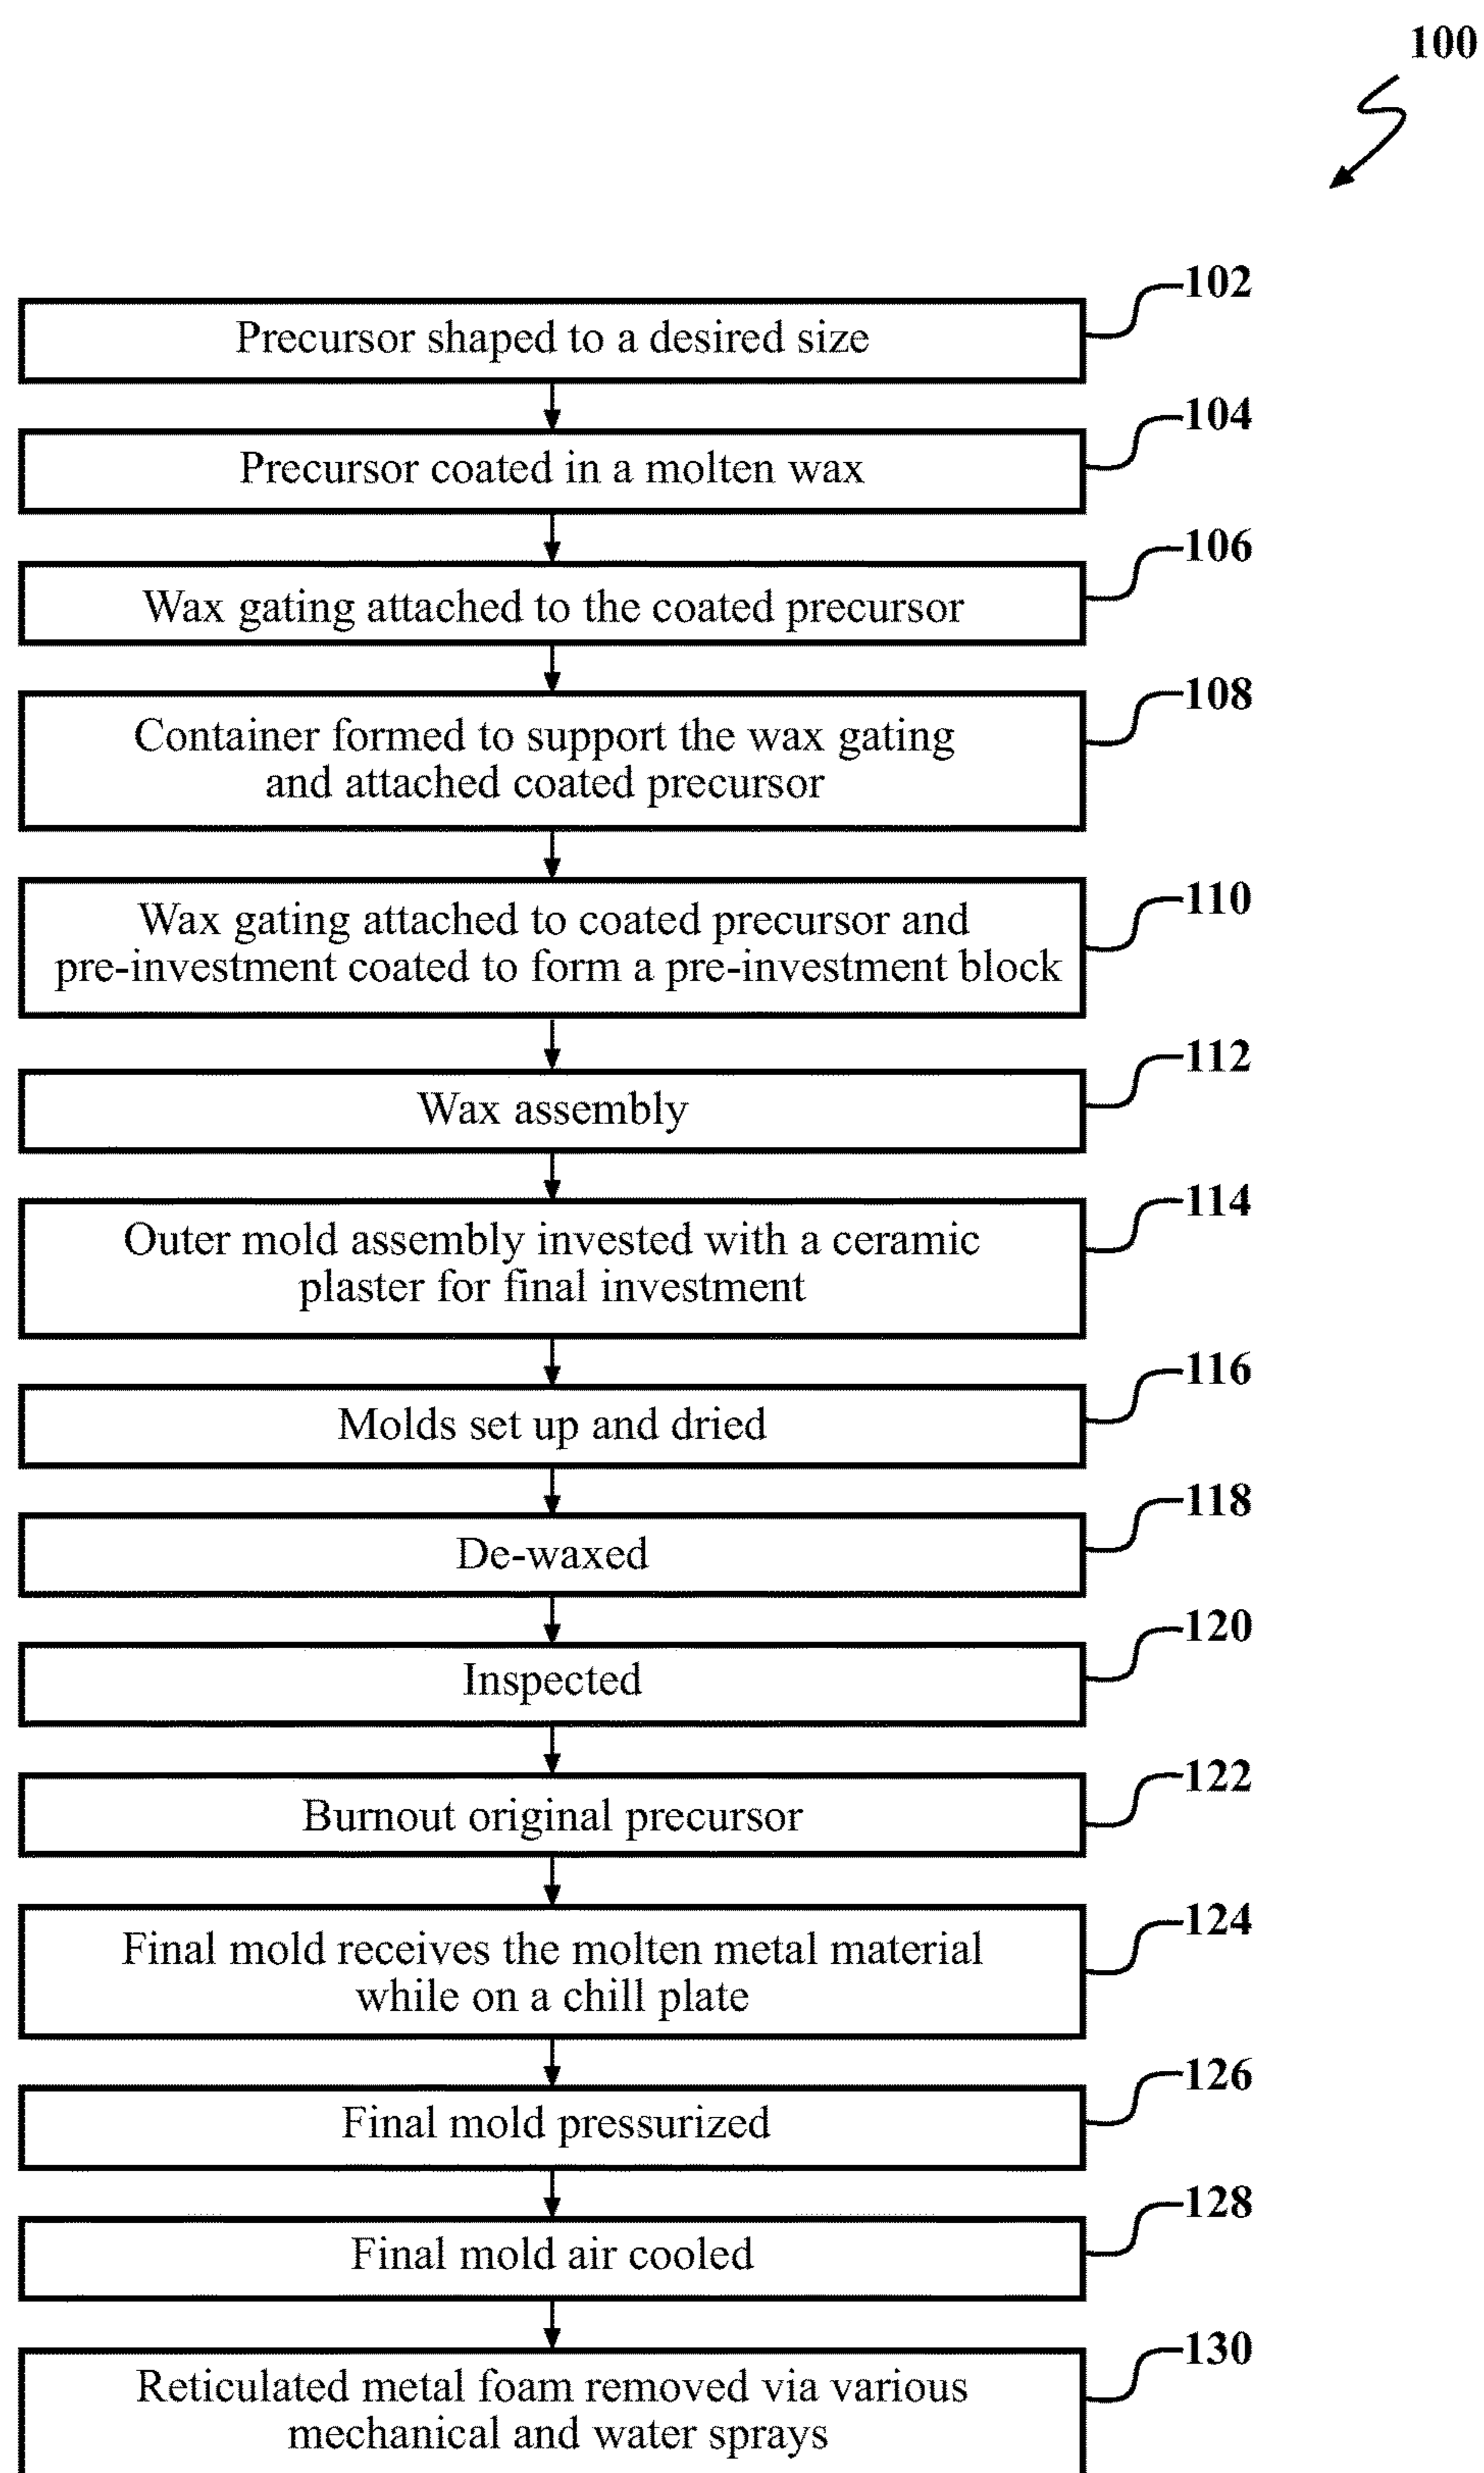 100
102
Precursor shaped to a desired size
104
Precursor coated in a molten wax
106
Wax gating attached to the coated precursor
108
Container formed to support the wax gating
and attached coated precursor
110
Wax gating attached to coated precursor and
pre-investment coated to form a pre-investment block
112
Wax assembly
114
Outer mold assembly invested with a ceramic
plaster for final investment
116
Molds set up and dried
118
De-waxed
120
Inspected
122
Burnout original precursor
124
Final mold receives the molten metal material
while on a chill plate
126
Final mold pressurized
128
Final mold air cooled
130
Reticulated metal foam removed via various
mechanical and water sprays